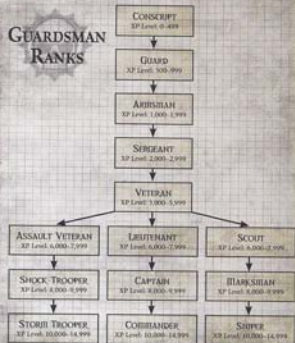 GUARDSMAN
RANKS
CONSCRIPT
XP Level: 0-499
GUARD
XP Level: 500-999
ARMSMAN
XP Level: 1,000-1,999
SERGEANT
XP Level: 2,000-2,999
VETERAN
XP Level: 3,000-5,999
ASSAULT VETERAN
XP Level: 6,000-7,999
LIEUTENANT
XP Level: 6,000-7,999
SCOUT
XP Level: 6,000-7,999
SHOCK TROOPER
XP Level: 8,000-9,999
CAPTAIN
XP Level: 8,000-9,999
MARKSMAN
XP Level: 8,000-9,999
STORM TROOPER
XP Level: 10,000-14,999
COMMANDER
XP Level: 10,000-14,999
SNIPER
XP Level: 10,000-14,999